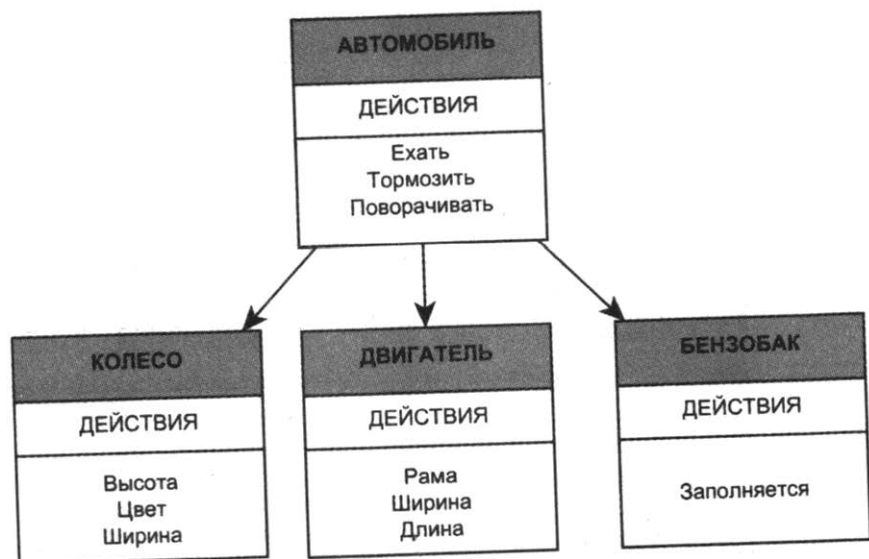 АВТОМОБИЛЬ
ДЕЙСТВИЯ
Ехать
Тормозить
Поворачивать
КОЛЕСО
ДЕЙСТВИЯ
Высота
Цвет
Ширина
ДВИГАТЕЛЬ
ДЕЙСТВИЯ
Рама
Ширина
Длина
БЕНЗОБАК
ДЕЙСТВИЯ
Заполняется